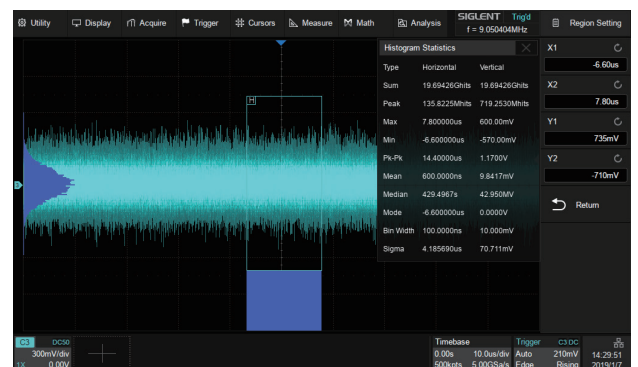 Utility Display Acquire Trigger Cursors Measure Math Analysis SIGLENT Trig'd Region Setting
f = 9.050404MHz
Histogram Statistics
Type Horizontal Vertical
Sum 19.69426Ghits 19.69426Ghits
Peak 135.8225Mhits 719.2530Mhits
Max 7.800000us 600.00mV
Min -6.600000us -570.00mV
Pk-Pk 14.40000us 1.1700V
Mean 600.0000ns 9.8417mV
Median 429.4967s 42.950MV
Mode -6.600000us 0.0000V
Bin Width 100.0000ns 10.000mV
Sigma 4.185690us 70.711mV
X1
-6.60us
X2
7.80us
Y1
735mV
Y2
-710mV
Return
H
C3 DC50
300mV/div
1X 0.00V
Timebase
0.00s 10.0us/div
500kpts 5.00GSa/s
Trigger C3 DC
Auto 210mV
Edge Rising
14:29:51
2019/1/7